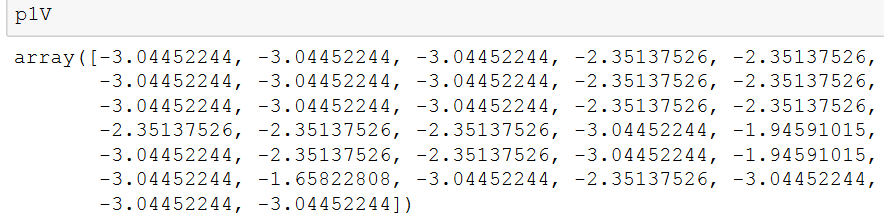 p1V
array([-3.04452244, -3.04452244, -3.04452244, -2.35137526, -2.35137526,
-3.04452244, -3.04452244, -3.04452244, -2.35137526, -2.35137526,
-3.04452244, -3.04452244, -3.04452244, -2.35137526, -2.35137526,
-2.35137526, -2.35137526, -2.35137526, -3.04452244, -1.94591015,
-3.04452244, -2.35137526, -2.35137526, -3.04452244, -1.94591015,
-3.04452244, -1.65822808, -3.04452244, -2.35137526, -3.04452244,
-3.04452244, -3.04452244])